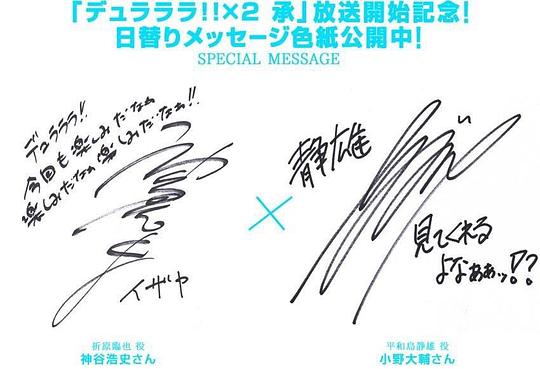 「デュラララ!!×2 承」放送開始記念!
日替りメッセージ色紙公開中!
SPECIAL MESSAGE
デュラララ!!
今回も楽しみだなぁ
楽しみだなぁ楽しみだなぁ!!
イザヤ
×
静雄
見てくれる
よなぁぁッ!?
折原臨也 役
神谷浩史さん
平和島静雄 役
小野大輔さん